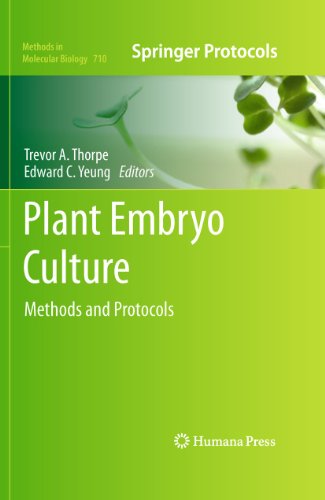 Methods in
Molecular Biology 710
Springer Protocols
Trevor A. Thorpe
Edward C. Yeung Editors
Plant Embryo
Culture
Methods and Protocols
Humana Press